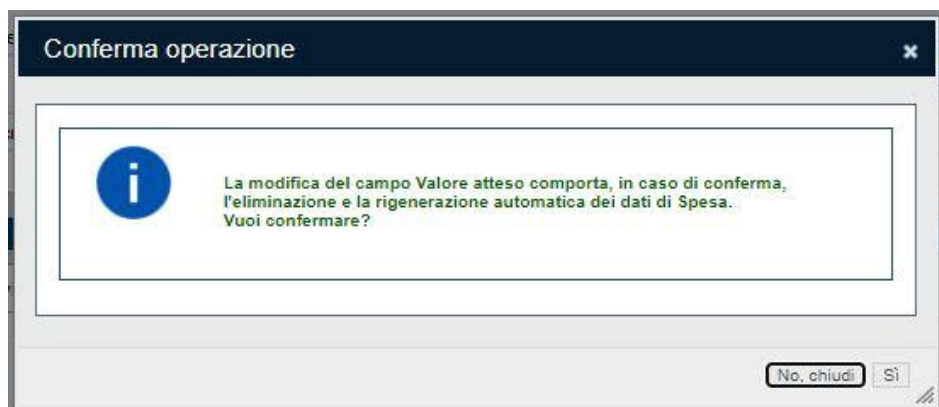 Conferma operazione
La modifica del campo Valore atteso comporta, in caso di conferma,
l'eliminazione e la rigenerazione automatica dei dati di Spesa.
Vuoi confermare?
No, chiudi Sì